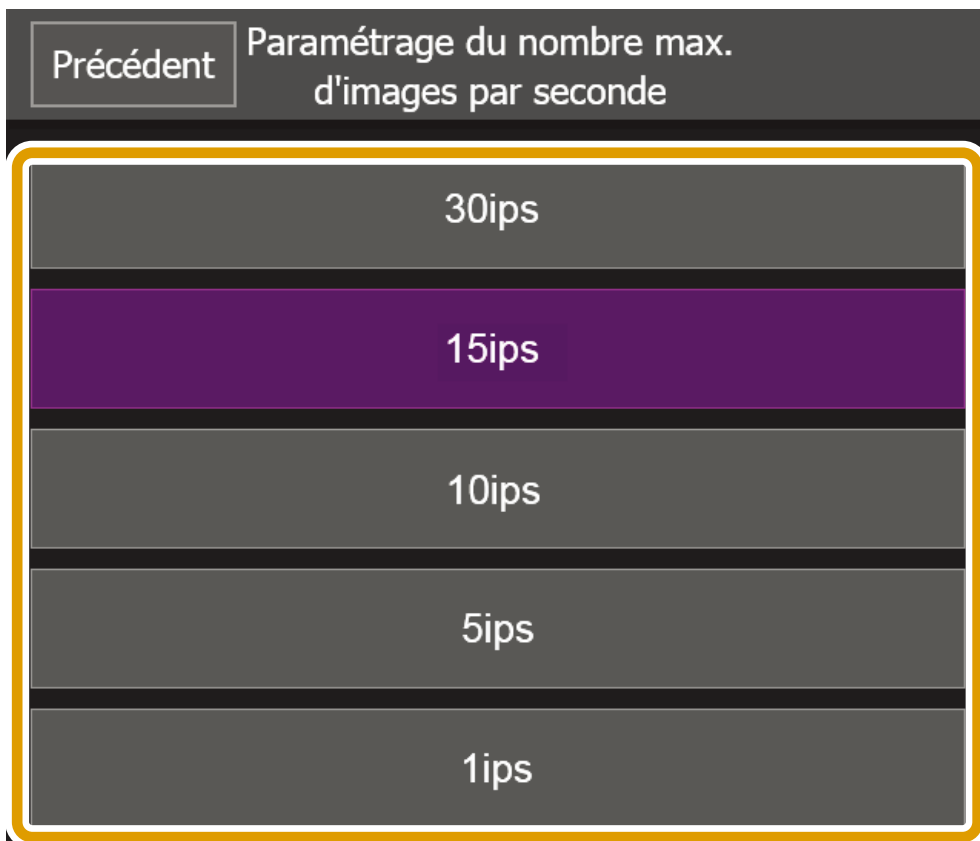 Précédent
Paramétrage du nombre max.
d'images par seconde
30ips
15ips
10ips
5ips
1ips